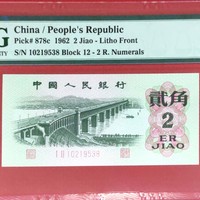 G
China / People's Republic
Pick# 878c 1962 2 Jiao - Litho Front
S/N 10219538 Block 12 - 2 R. Numerals
中国人民银行
贰角
2
ER
JIAO
I II 10219538